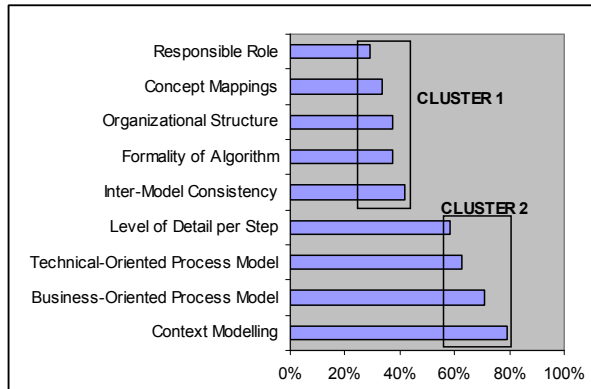 Responsible Role
Concept Mappings
CLUSTER 1
Organizational Structure
Formality of Algorithm
Inter-Model Consistency
CLUSTER 2
Level of Detail per Step
Technical-Oriented Process Model
Business-Oriented Process Model
Context Modelling
0% 20% 40% 60% 80% 100%